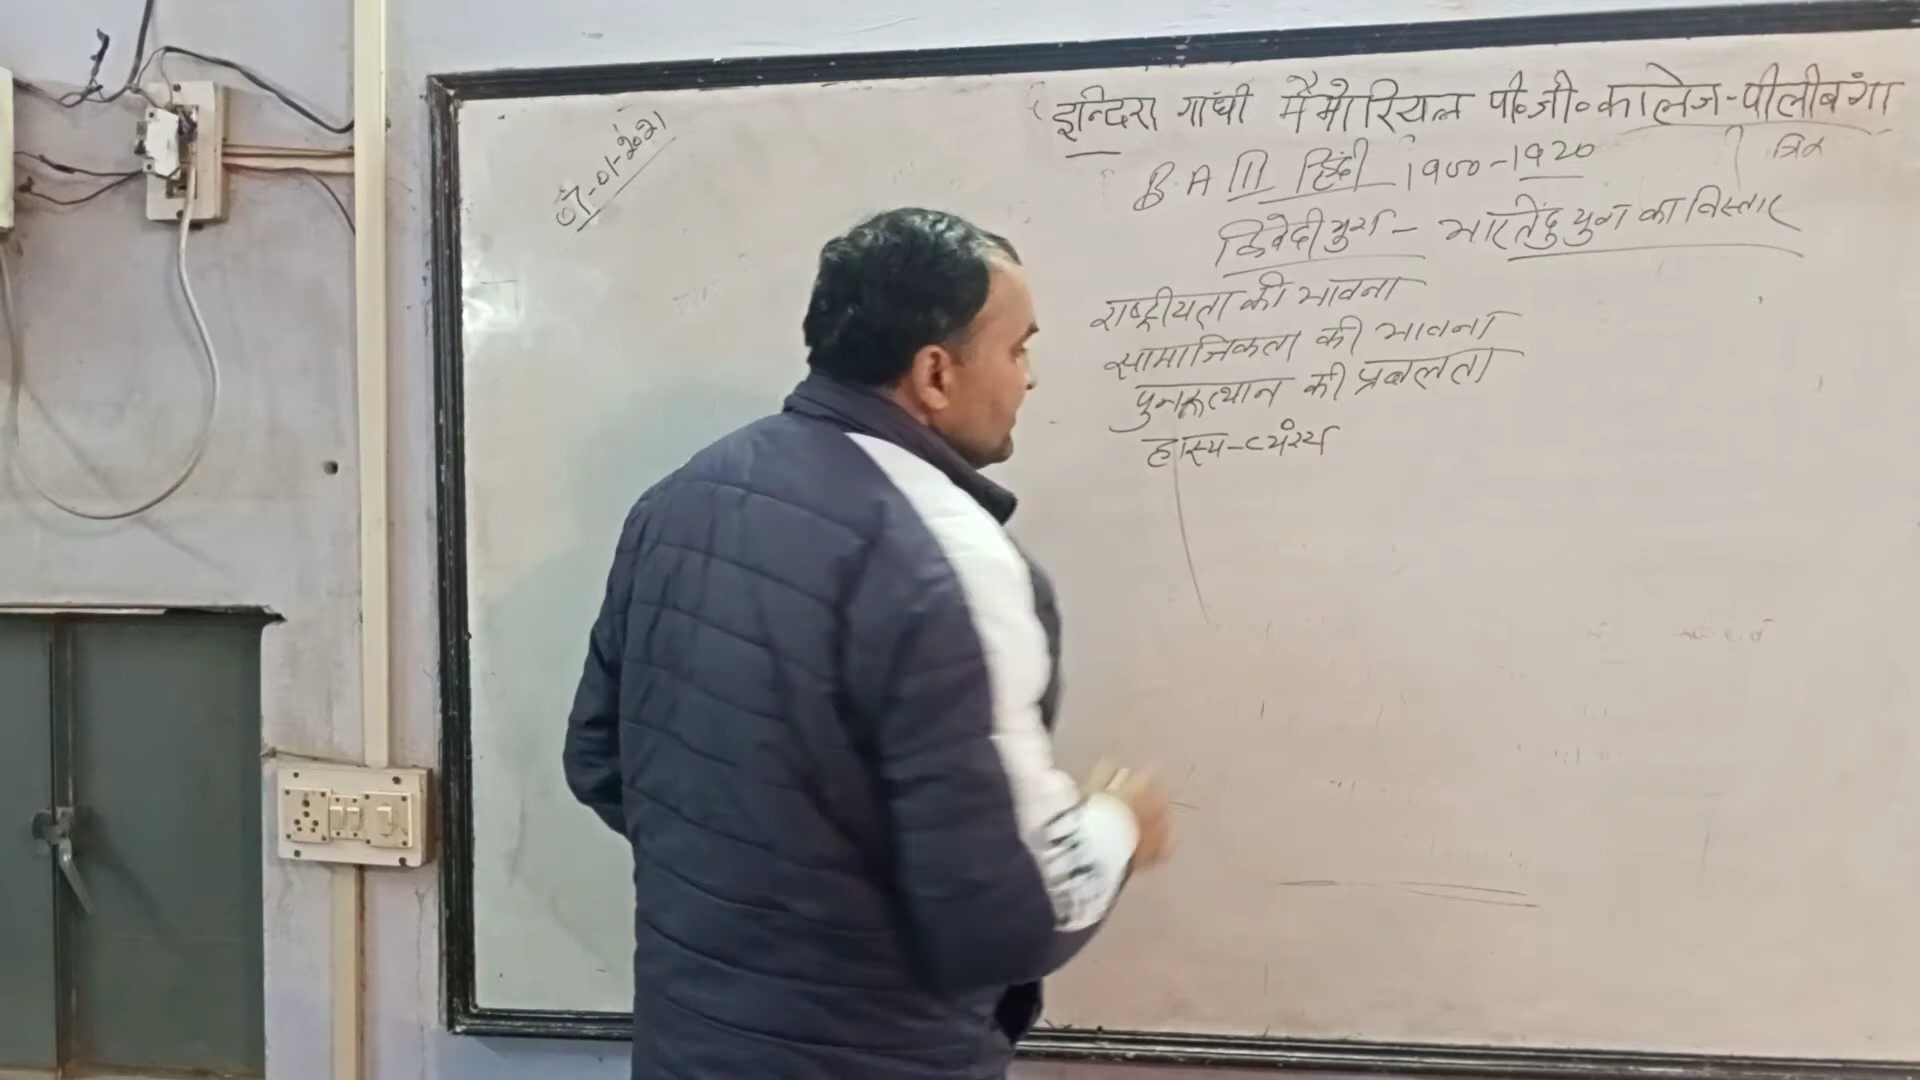 07-01-2021
इन्दिरा गांधी मैमोरियल पी.जी. कालेज-पीलीबंगा
B.A III हिंदी 1900-1920
द्विवेदी युग - भारतेंदु युग का विस्तार
राष्ट्रीयता की भावना
सामाजिकता की भावना
पुनरुत्थान की प्रबलता
हास्य-व्यंग्य